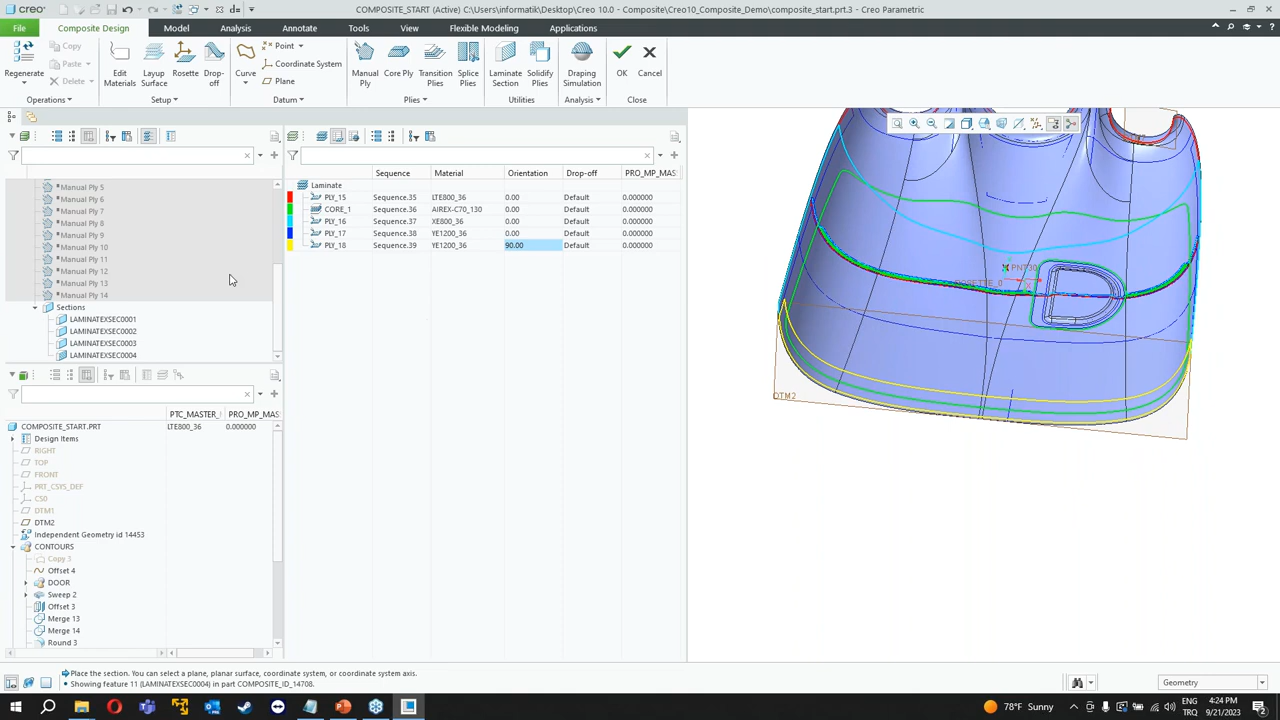 creo COMPOSITE_START (Active) C:\Users\informatik\Desktop\Creo 10.0 - Composite\Creo10_Composite_Demo\composite_start.prt.3 - Creo Parametric
File Composite Design Model Analysis Annotate Tools View Flexible Modeling Applications
Regenerate Copy Paste Delete Edit Materials Layup Surface Rosette Drop-off Curve Point Coordinate System Plane Manual Ply Core Ply Transition Plies Splice Plies Laminate Section Solidify Plies Draping Simulation OK Cancel
Operations Setup Datum Plies Utilities Analysis Close
Sequence Material Orientation Drop-off PRO_MP_MAS
Laminate
PLY_15 Sequence.35 LTE800_36 0.00 Default 0.000000
CORE_1 Sequence.36 AIREX-C70_130 0.00 Default 0.000000
PLY_16 Sequence.37 XE800_36 0.00 Default 0.000000
PLY_17 Sequence.38 YE1200_36 0.00 Default 0.000000
PLY_18 Sequence.39 YE1200_36 90.00 Default 0.000000
*Manual Ply 5
*Manual Ply 6
*Manual Ply 7
*Manual Ply 8
*Manual Ply 9
*Manual Ply 10
*Manual Ply 11
*Manual Ply 12
*Manual Ply 13
*Manual Ply 14
Sections
LAMINATEXSEC0001
LAMINATEXSEC0002
LAMINATEXSEC0003
LAMINATEXSEC0004
PTC_MASTER_ PRO_MP_MAS
COMPOSITE_START.PRT LTE800_36 0.000000
Design Items
RIGHT
TOP
FRONT
PRT_CSYS_DEF
CS0
DTM1
DTM2
Independent Geometry id 14453
CONTOURS
Copy 3
Offset 4
DOOR
Sweep 2
Offset 3
Merge 13
Merge 14
Round 3
PNT30
ROSETTE_0
DTM2
Place the section. You can select a plane, planar surface, coordinate system, or coordinate system axis.
Showing feature 11 (LAMINATEXSEC0004) in part COMPOSITE_ID_14708.
Geometry
78°F Sunny ENG 4:24 PM
TRQ 9/21/2023 2